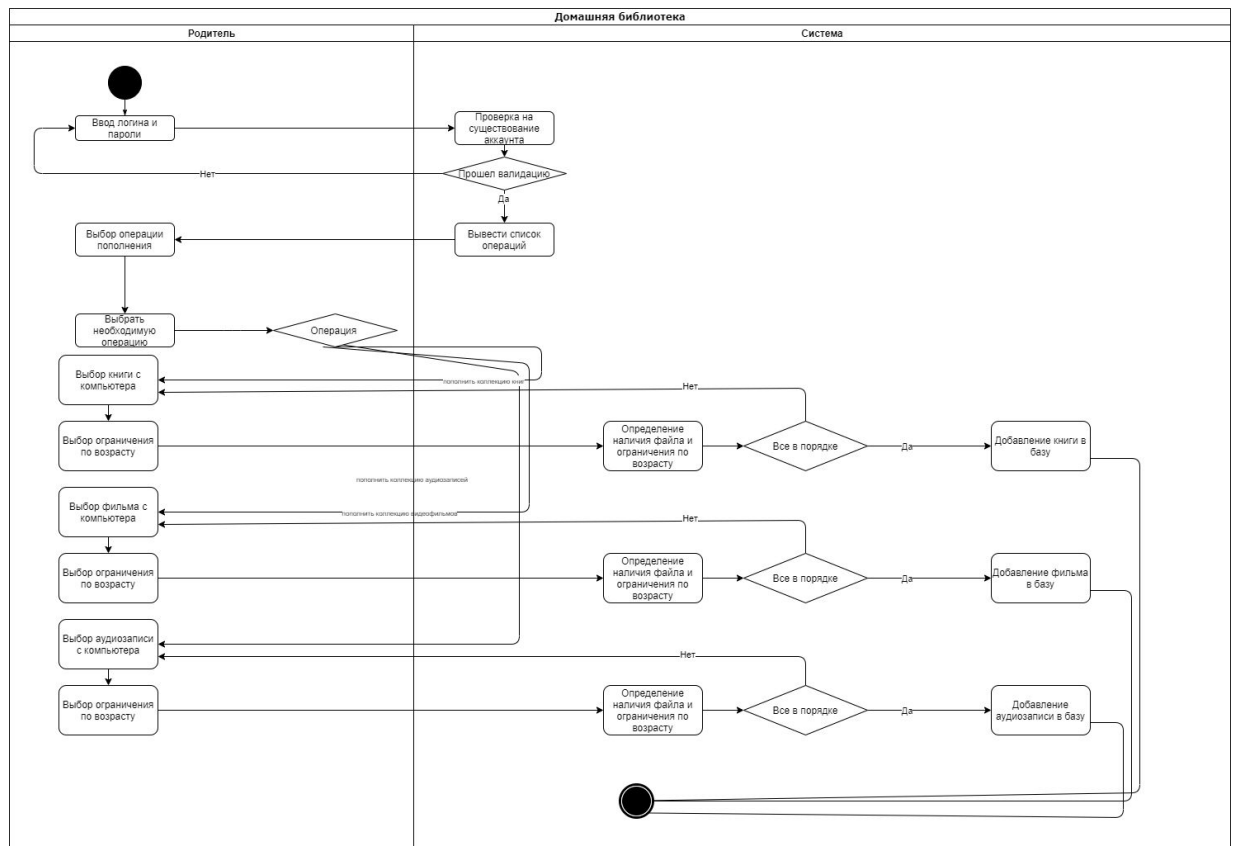 Домашняя библиотека
Родитель
Система
Ввод логина и
пароли
Проверка на
существование
аккаунта
Нет
Прошел валидацию
Да
Выбор операции
пополнения
Вывести список
операций
Выбрать
необходимую
операцию
Операция
Выбор книги с
компьютера
пополнить коллекцию книг
Нет
Выбор ограничения
по возрасту
Определение
наличия файла и
ограничения по
возрасту
Все в порядке
Да
Добавление книги в
базу
пополнить коллекцию аудиозаписей
Выбор фильма с
компьютера
пополнить коллекцию видеофильмов
Нет
Выбор ограничения
по возрасту
Определение
наличия файла и
ограничения по
возрасту
Все в порядке
Да
Добавление фильма
в базу
Выбор аудиозаписи
с компьютера
Нет
Выбор ограничения
по возрасту
Определение
наличия файла и
ограничения по
возрасту
Все в порядке
Да
Добавление
аудиозаписи в базу